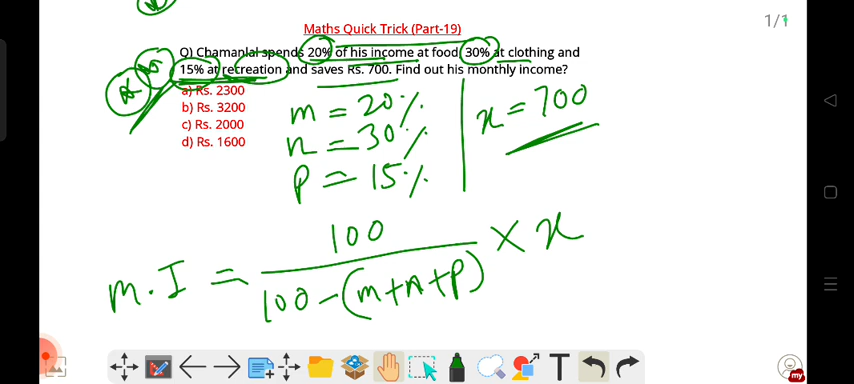 1/1
Maths Quick Trick (Part-19)
Q) Chamanlal spends 20% of his income at food, 30% at clothing and
15% at recreation and saves Rs. 700. Find out his monthly income?
a) Rs. 2300
b) Rs. 3200
c) Rs. 2000
d) Rs. 1600
m = 20%
n = 30%
p = 15%
x = 700
M.I = 100 / 100-(m+n+p) × x
T
my